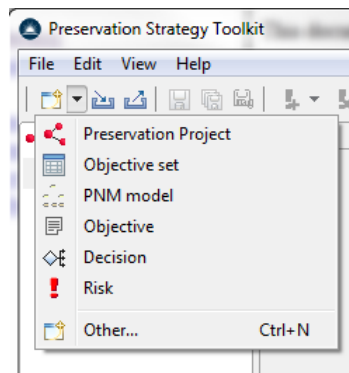 Preservation Strategy Toolkit
File Edit View Help
Preservation Project
Objective set
PNM model
Objective
Decision
Risk
Other... Ctrl+N